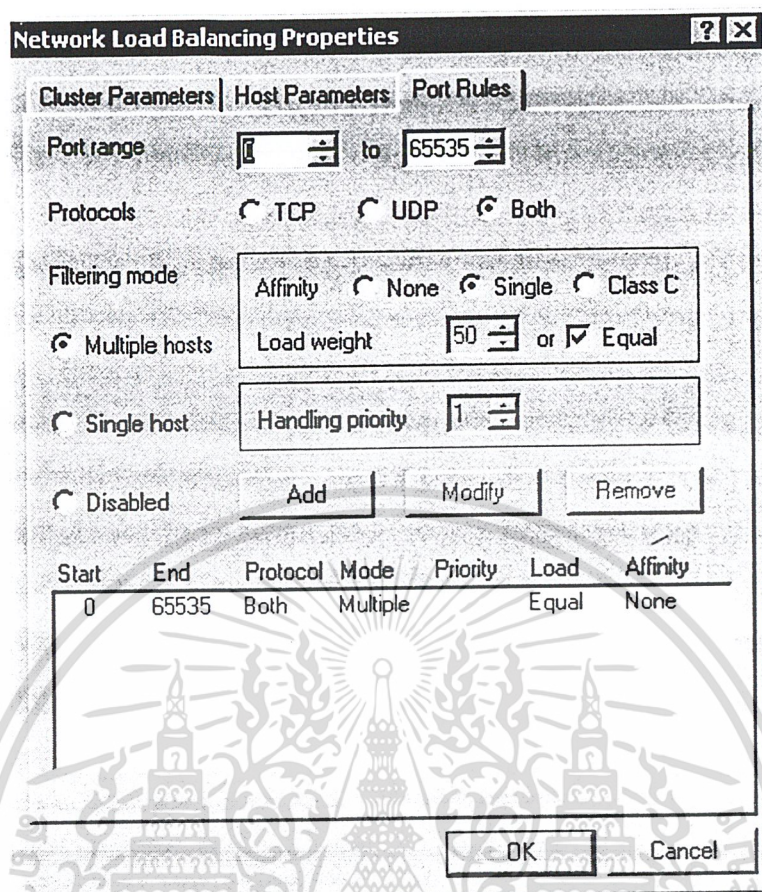 Network Load Balancing Properties
Cluster Parameters Host Parameters Port Rules
Port range 0 to 65535
Protocols TCP UDP Both
Filtering mode
Affinity None Single Class C
Multiple hosts Load weight 50 or Equal
Single host Handling priority 1
Disabled Add Modify Remove
Start End Protocol Mode Priority Load Affinity
0 65535 Both Multiple Equal None
OK Cancel